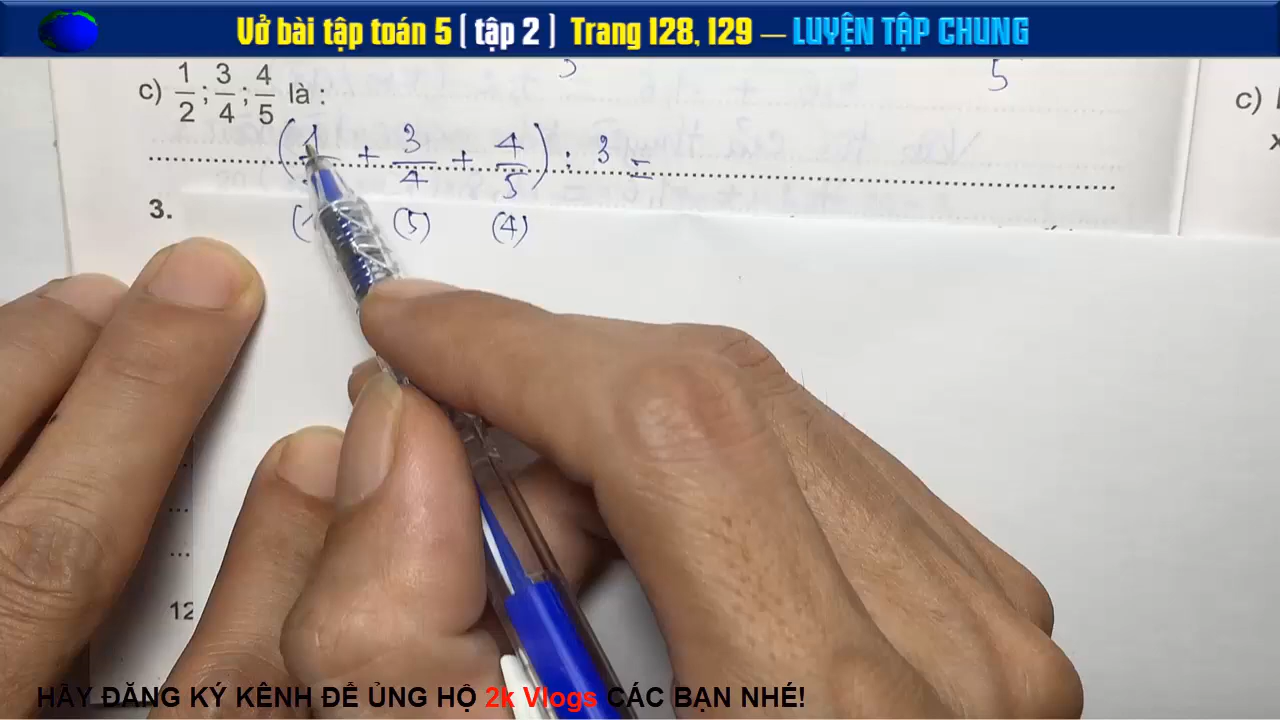 Vở bài tập toán 5 ( tập 2 ) Trang 128, 129 – LUYỆN TẬP CHUNG
5
c) 1/2 ; 3/4 ; 4/5 là :
c)
( 1 + 3/4 + 4/5 ) : 3 =
3.
(5) (4)
12
HÃY ĐĂNG KÝ KÊNH ĐỂ ỦNG HỘ 2k Vlogs CÁC BẠN NHÉ!